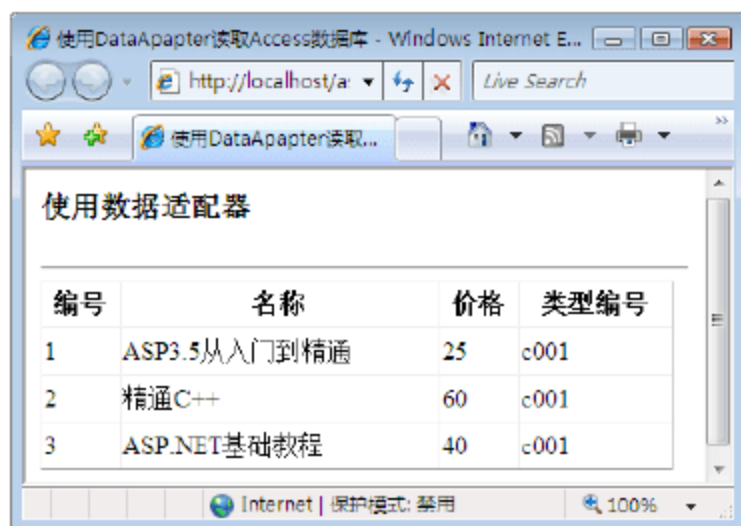 使用DataApapter读取Access数据库 - Windows Internet E...
http://localhost/a
Live Search
使用DataApapter读取...
使用数据适配器
编号 名称 价格 类型编号
1 ASP3.5从入门到精通 25 c001
2 精通C++ 60 c001
3 ASP.NET基础教程 40 c001
Internet | 保护模式: 禁用 100%